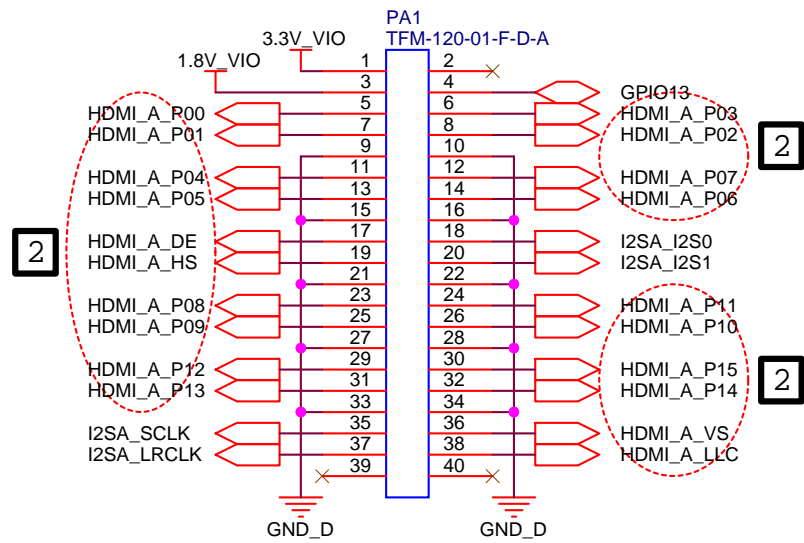 PA1
TFM-120-01-F-D-A
3.3V_VIO
1.8V_VIO
1 2
3 4 GPIO13
HDMI_A_P00 5 6 HDMI_A_P03
HDMI_A_P01 7 8 HDMI_A_P02
9 10
2
HDMI_A_P04 11 12 HDMI_A_P07
HDMI_A_P05 13 14 HDMI_A_P06
15 16
HDMI_A_DE 17 18 I2SA_I2S0
2
HDMI_A_HS 19 20 I2SA_I2S1
21 22
HDMI_A_P08 23 24 HDMI_A_P11
HDMI_A_P09 25 26 HDMI_A_P10
27 28
HDMI_A_P12 29 30 HDMI_A_P15
2
HDMI_A_P13 31 32 HDMI_A_P14
33 34
I2SA_SCLK 35 36 HDMI_A_VS
I2SA_LRCLK 37 38 HDMI_A_LLC
39 40
GND_D GND_D